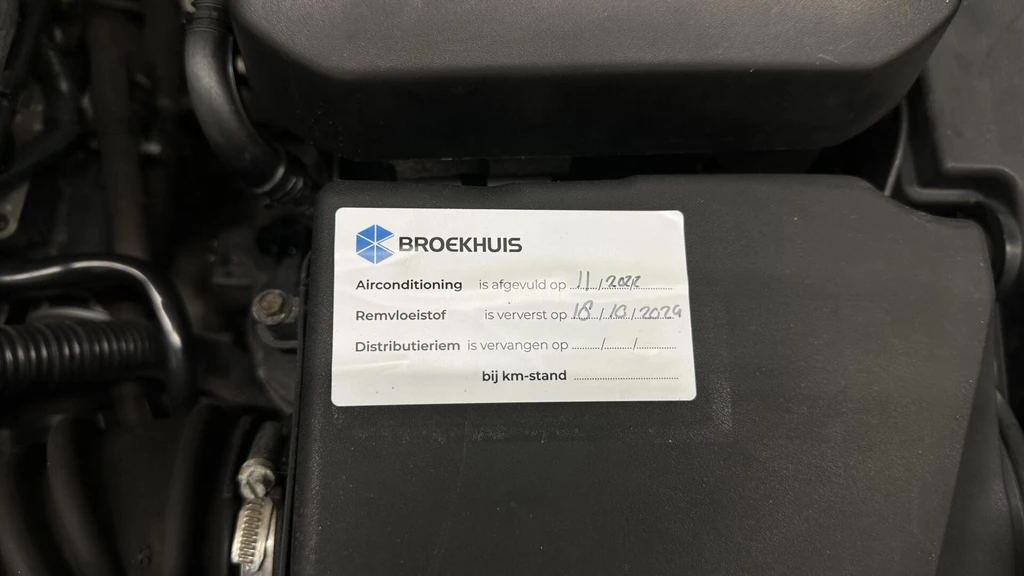 BROEKHUIS
Airconditioning is afgevuld op 11/2022
Remvloeistof is ververst op 18/10/2024
Distributieriem is vervangen op ......./......./.............
bij km-stand ..................................